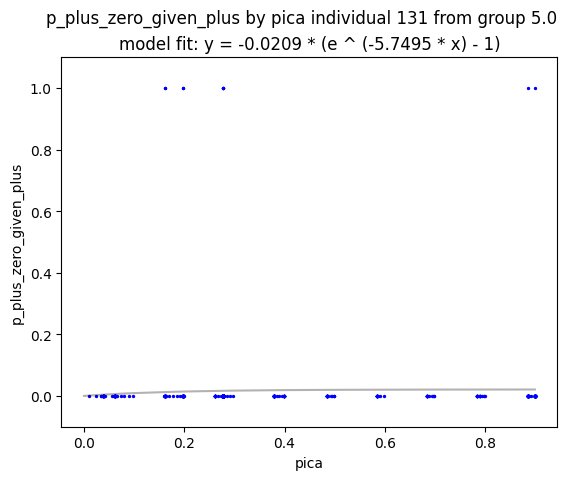 p_plus_zero_given_plus by pica individual 131 from group 5.0
model fit: y = -0.0209 * (e ^ (-5.7495 * x) - 1)
1.0
0.8
0.6
0.4
0.2
0.0
p_plus_zero_given_plus
0.0 0.2 0.4 0.6 0.8
pica